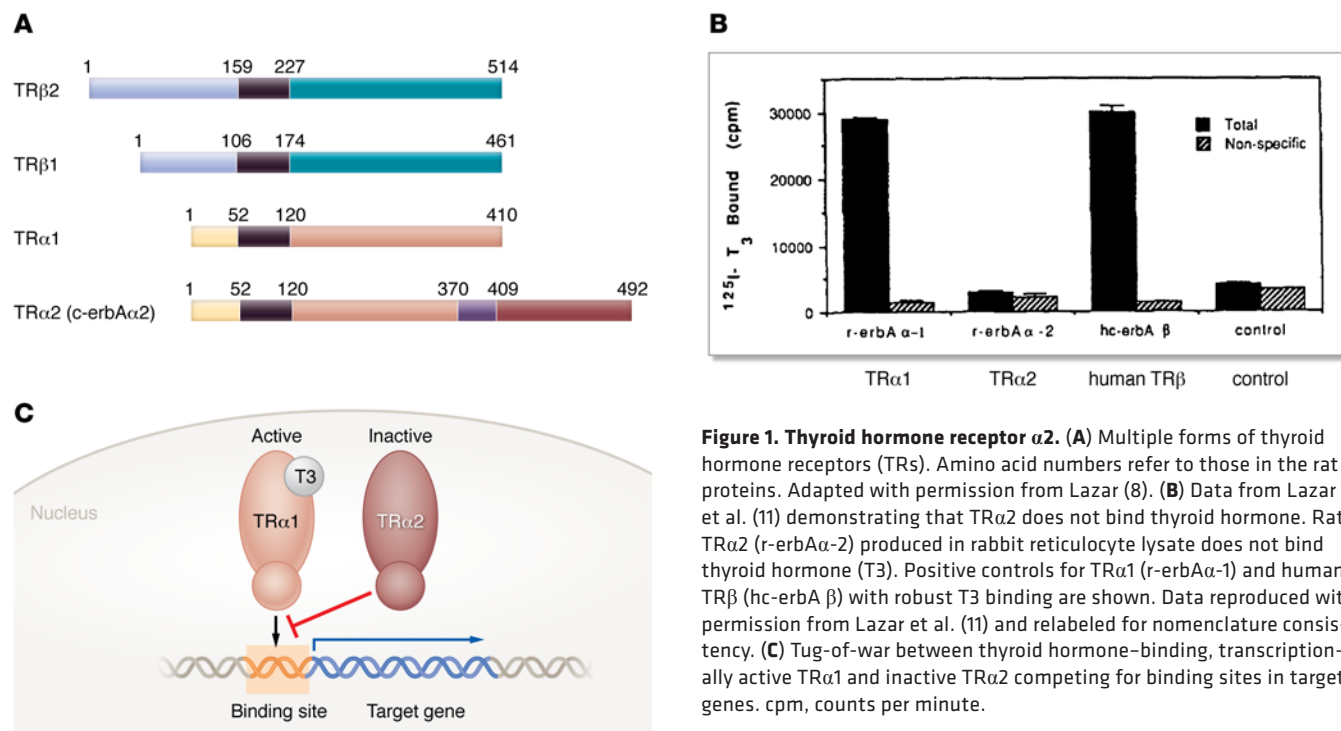 A
1 159 227 514
TRβ2
1 106 174 461
TRβ1
1 52 120 410
TRα1
1 52 120 370 409 492
TRα2 (c-erbAα2)
B
125I- T3 Bound (cpm)
30000
20000
10000
0
Total
Non-specific
r-erbA α-1 r-erbA α-2 hc-erbA β control
TRα1 TRα2 human TRβ control
C
Active Inactive
T3
Nucleus
TRα1 TRα2
Binding site Target gene
Figure 1. Thyroid hormone receptor α2. (A) Multiple forms of thyroid
hormone receptors (TRs). Amino acid numbers refer to those in the rat
proteins. Adapted with permission from Lazar (8). (B) Data from Lazar
et al. (11) demonstrating that TRα2 does not bind thyroid hormone. Rat
TRα2 (r-erbAα-2) produced in rabbit reticulocyte lysate does not bind
thyroid hormone (T3). Positive controls for TRα1 (r-erbAα-1) and human
TRβ (hc-erbA β) with robust T3 binding are shown. Data reproduced wit
permission from Lazar et al. (11) and relabeled for nomenclature consis-
tency. (C) Tug-of-war between thyroid hormone–binding, transcription-
ally active TRα1 and inactive TRα2 competing for binding sites in target
genes. cpm, counts per minute.